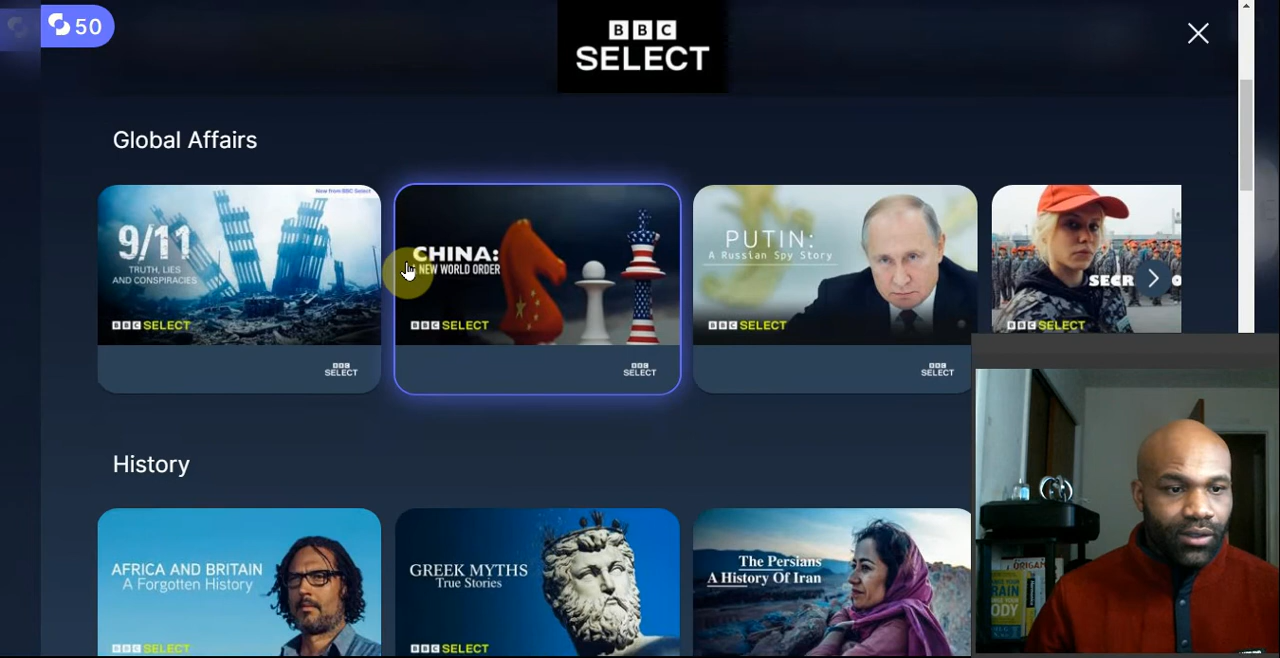 50
BBC
SELECT
Global Affairs
New from BBC Select
9/11
TRUTH, LIES
AND CONSPIRACIES
BBC SELECT
BBC
SELECT
CHINA:
NEW WORLD ORDER
BBC SELECT
BBC
SELECT
PUTIN:
A Russian Spy Story
BBC SELECT
BBC
SELECT
BBC SELECT
History
AFRICA AND BRITAIN
A Forgotten History
BBC SELECT
GREEK MYTHS
True Stories
BBC SELECT
The Persians
A History Of Iran
ORIGAMI
BODY